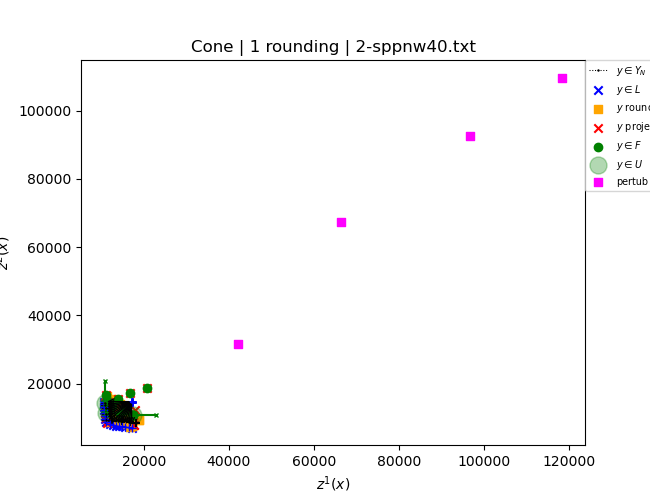 Cone | 1 rounding | 2-sppnw40.txt
100000
80000
60000
40000
20000
20000 40000 60000 80000 100000 120000
z¹(x)
y ∈ Y_N
y ∈ L
y
y
y ∈ F
y ∈ U
pertub